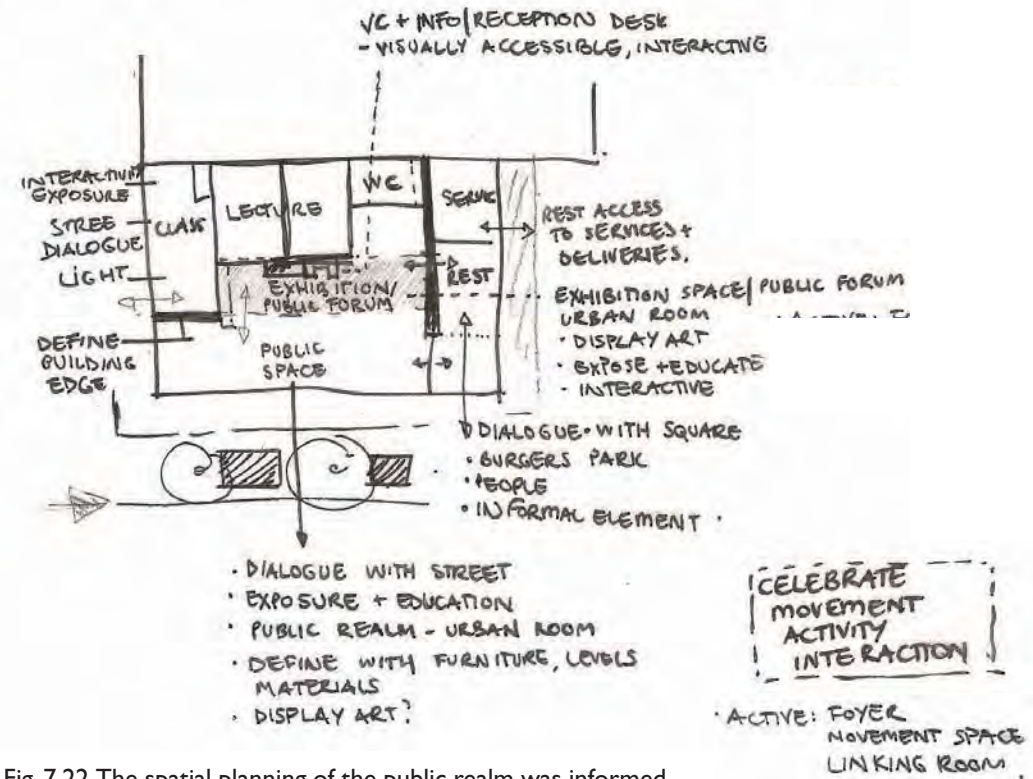 VC + INFO/RECEPTION DESK
- VISUALLY ACCESSIBLE, INTERACTIVE
EXPOSURE
STREE
DIALOGUE
LIGHT
DEFINE
BUILDING
EDGE
CLASS
LECTURE
WC
SERVIC
REST
EXHIBITION/
PUBLIC FORUM
PUBLIC
SPACE
REST ACCESS
TO SERVICES +
DELIVERIES.
EXHIBITION SPACE/ PUBLIC FORUM
URBAN ROOM
· DISPLAY ART
· EXPOSE + EDUCATE
- INTERACTIVE
DIALOGUE WITH SQUARE
· BURGERS PARK
· PEOPLE
· INFORMAL ELEMENT
· DIALOGUE WITH STREET
· EXPOSURE + EDUCATION
· PUBLIC REALM - URBAN ROOM
· DEFINE WITH FURNITURE, LEVELS
MATERIALS
· DISPLAY ART?
CELEBRATE
MOVEMENT
ACTIVITY
INTERACTION
· ACTIVE: FOYER
MOVEMENT SPACE
LINKING ROOM
Fig. 7.22 The spatial planning of the public realm was informed